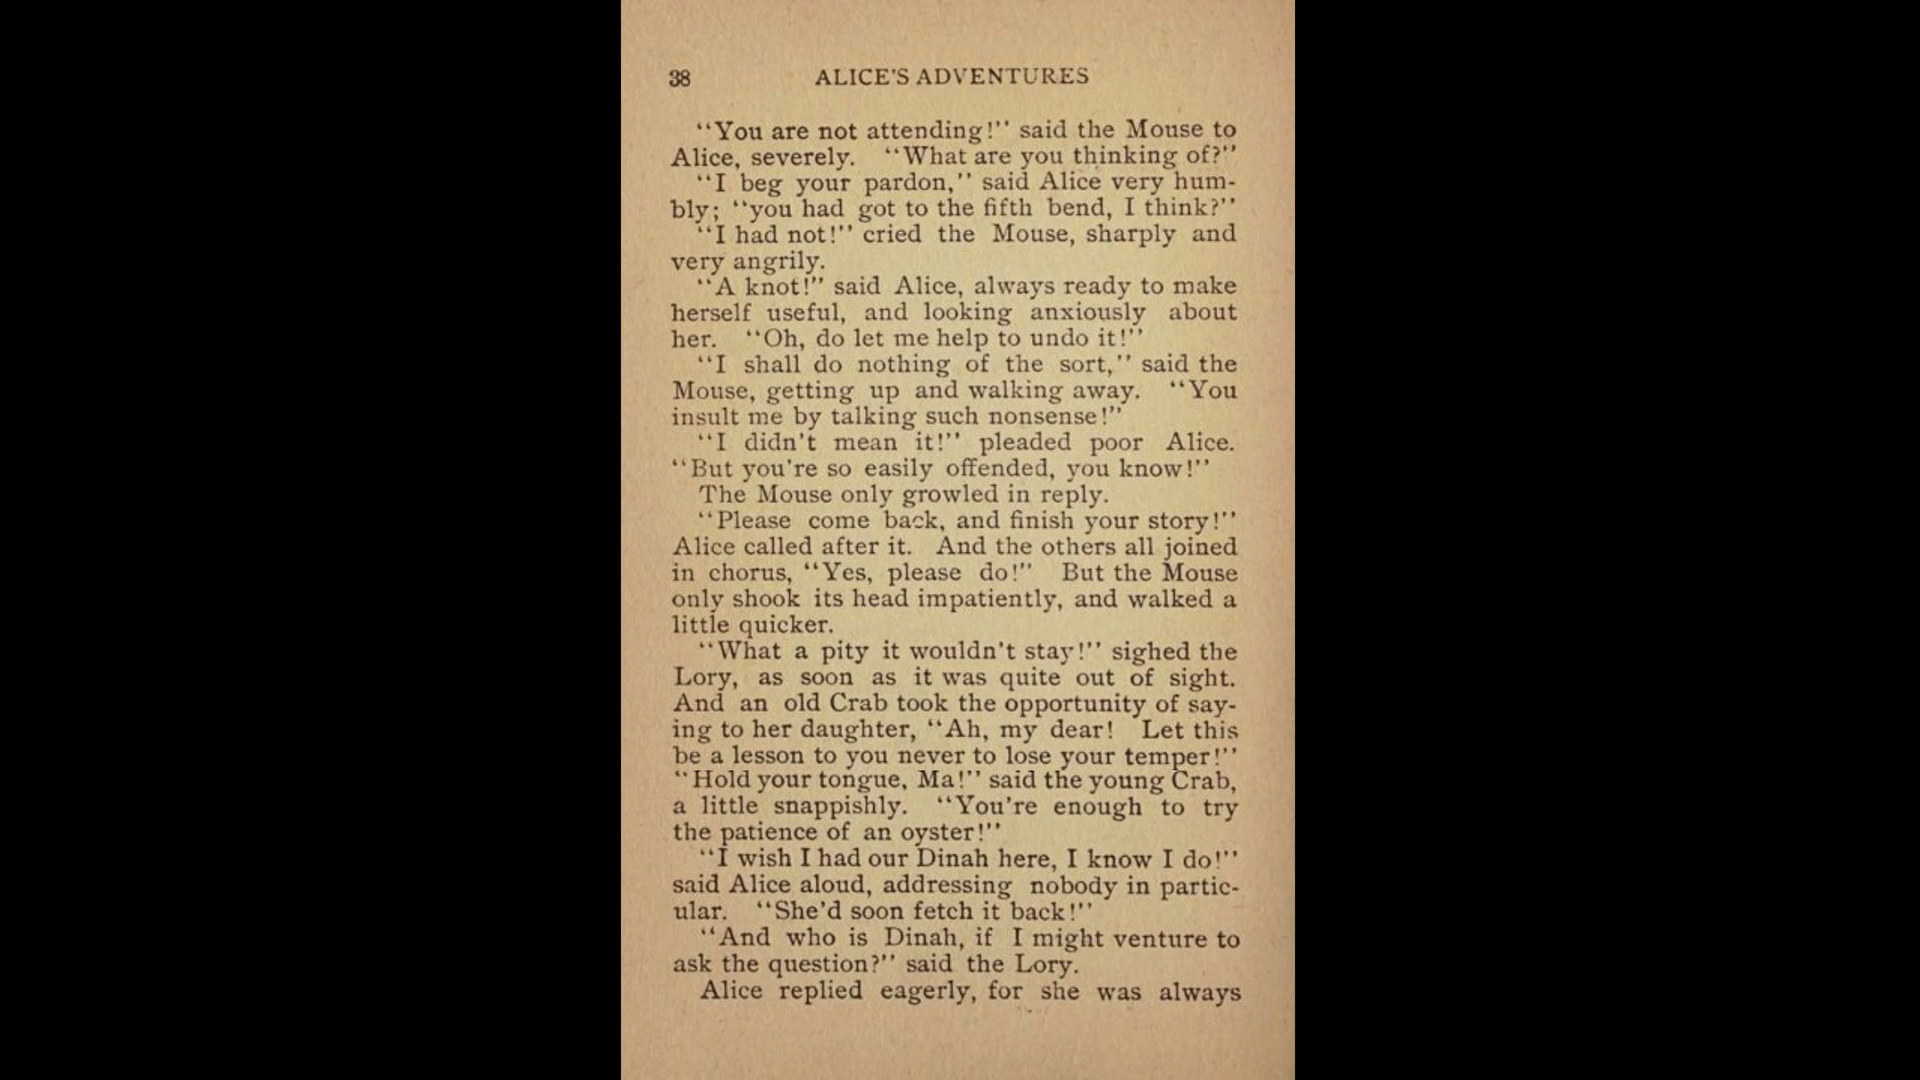 38 ALICE'S ADVENTURES
"You are not attending!" said the Mouse to
Alice, severely. "What are you thinking of?"
"I beg your pardon," said Alice very hum-
bly; "you had got to the fifth bend, I think?"
"I had not!" cried the Mouse, sharply and
very angrily.
"A knot!" said Alice, always ready to make
herself useful, and looking anxiously about
her. "Oh, do let me help to undo it!"
"I shall do nothing of the sort," said the
Mouse, getting up and walking away. "You
insult me by talking such nonsense!"
"I didn't mean it!" pleaded poor Alice.
"But you're so easily offended, you know!"
The Mouse only growled in reply.
"Please come back, and finish your story!"
Alice called after it. And the others all joined
in chorus, "Yes, please do!" But the Mouse
only shook its head impatiently, and walked a
little quicker.
"What a pity it wouldn't stay!" sighed the
Lory, as soon as it was quite out of sight.
And an old Crab took the opportunity of say-
ing to her daughter, "Ah, my dear! Let this
be a lesson to you never to lose your temper!"
"Hold your tongue, Ma!" said the young Crab,
a little snappishly. "You're enough to try
the patience of an oyster!"
"I wish I had our Dinah here, I know I do!"
said Alice aloud, addressing nobody in partic-
ular. "She'd soon fetch it back!"
"And who is Dinah, if I might venture to
ask the question?" said the Lory.
Alice replied eagerly, for she was always